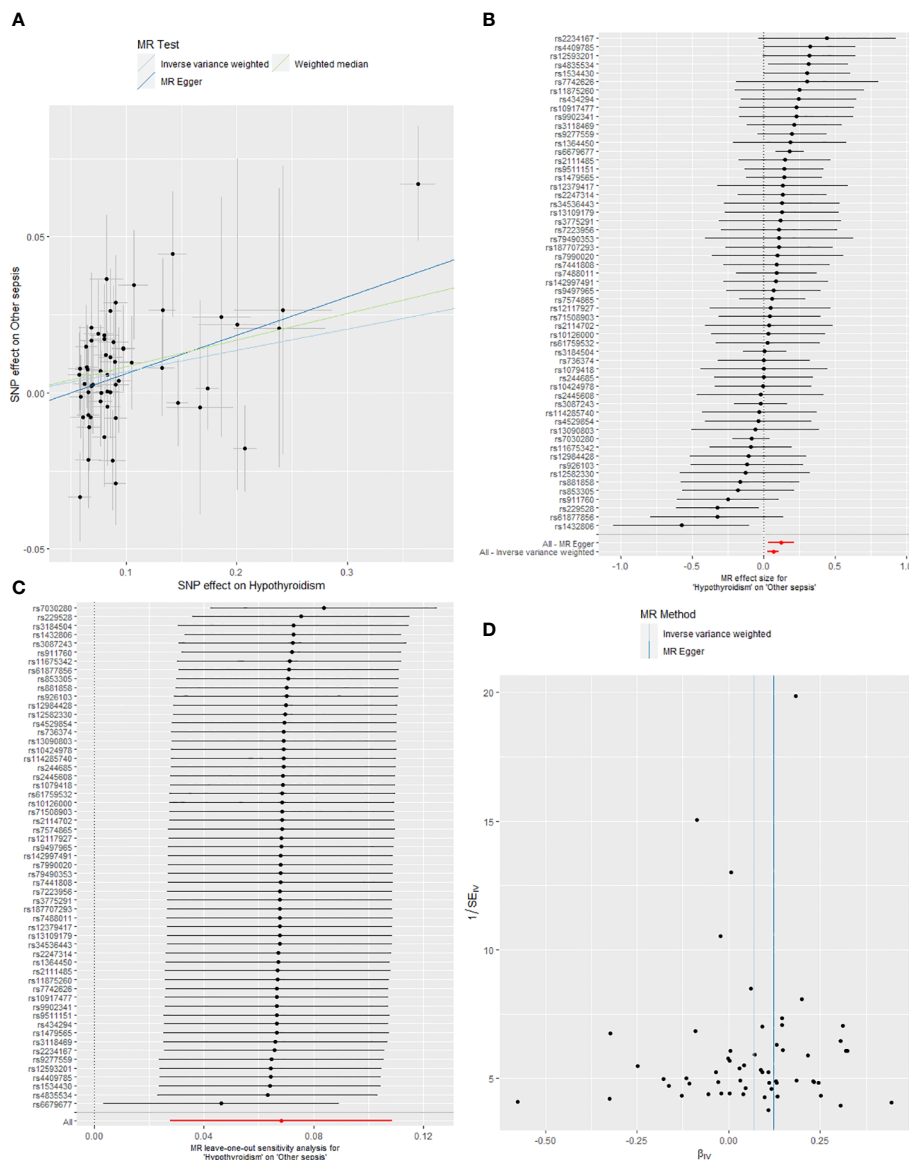 A
MR Test
Inverse variance weighted
Weighted median
MR Egger
SNP effect on Other sepsis
0.05
0.00
-0.05
0.1
0.2
0.3
SNP effect on Hypothyroidism
B
rs2234167
rs4409785
rs12593201
rs4835534
rs1534430
rs7742626
rs11875260
rs434294
rs10917477
rs9902341
rs3118469
rs9277559
rs1364450
rs6679677
rs2111485
rs9511151
rs1479565
rs12379417
rs2247314
rs34536443
rs13109179
rs3775291
rs7223956
rs79490353
rs187707293
rs7990020
rs7441808
rs7488011
rs142997491
rs9497965
rs7574865
rs12117927
rs71508903
rs2114702
rs10126000
rs61759532
rs3184504
rs736374
rs1079418
rs244685
rs10424978
rs2445608
rs3087243
rs114285740
rs4529854
rs13090803
rs7030280
rs11675342
rs12984428
rs926103
rs12582330
rs881858
rs853305
rs911760
rs229528
rs61877856
rs1432806
All - MR Egger
All - Inverse variance weighted
-1.0
-0.5
0.0
0.5
1.0
MR effect size for
'Hypothyroidism' on 'Other sepsis'
C
rs7030280
rs229528
rs3184504
rs1432806
rs3087243
rs911760
rs11675342
rs61877856
rs853305
rs881858
rs926103
rs12984428
rs12582330
rs4529854
rs736374
rs13090803
rs10424978
rs114285740
rs244685
rs2445608
rs1079418
rs61759532
rs10126000
rs71508903
rs2114702
rs7574865
rs12117927
rs9497965
rs142997491
rs7990020
rs79490353
rs7441808
rs7223956
rs3775291
rs187707293
rs7488011
rs12379417
rs13109179
rs34536443
rs2247314
rs1364450
rs2111485
rs11875260
rs7742626
rs10917477
rs9902341
rs9511151
rs434294
rs1479565
rs3118469
rs2234167
rs9277559
rs12593201
rs4409785
rs1534430
rs4835534
rs6679677
All
0.00
0.04
0.08
0.12
MR leave-one-out sensitivity analysis for
'Hypothyroidism' on 'Other sepsis'
D
MR Method
Inverse variance weighted
MR Egger
1/SE_IV
20
15
10
5
-0.50
-0.25
0.00
0.25
β_IV